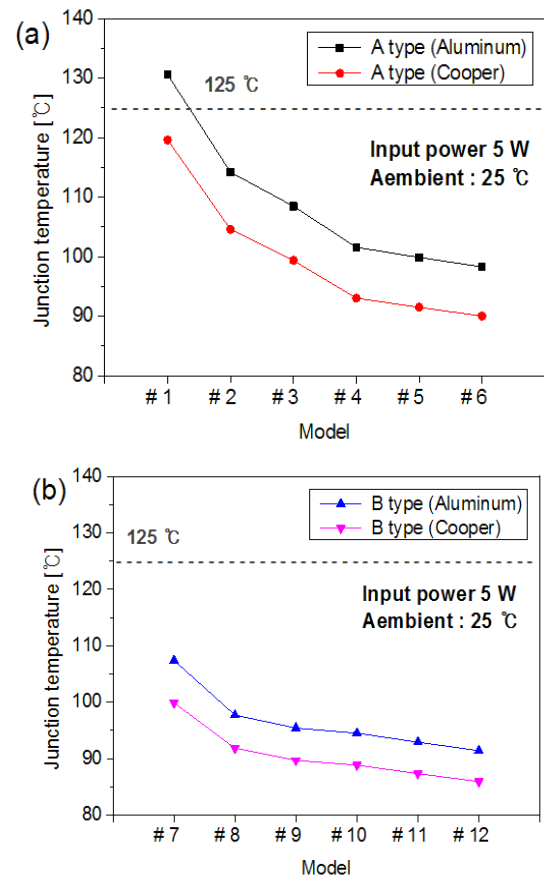 (a)
A type (Aluminum)
A type (Cooper)
125 ℃
Input power 5 W
Aembient : 25 ℃
Junction temperature [℃]
140
130
120
110
100
90
80
# 1 # 2 # 3 # 4 # 5 # 6
Model
(b)
B type (Aluminum)
B type (Cooper)
125 ℃
Input power 5 W
Aembient : 25 ℃
Junction temperature [℃]
140
130
120
110
100
90
80
# 7 # 8 # 9 # 10 # 11 # 12
Model